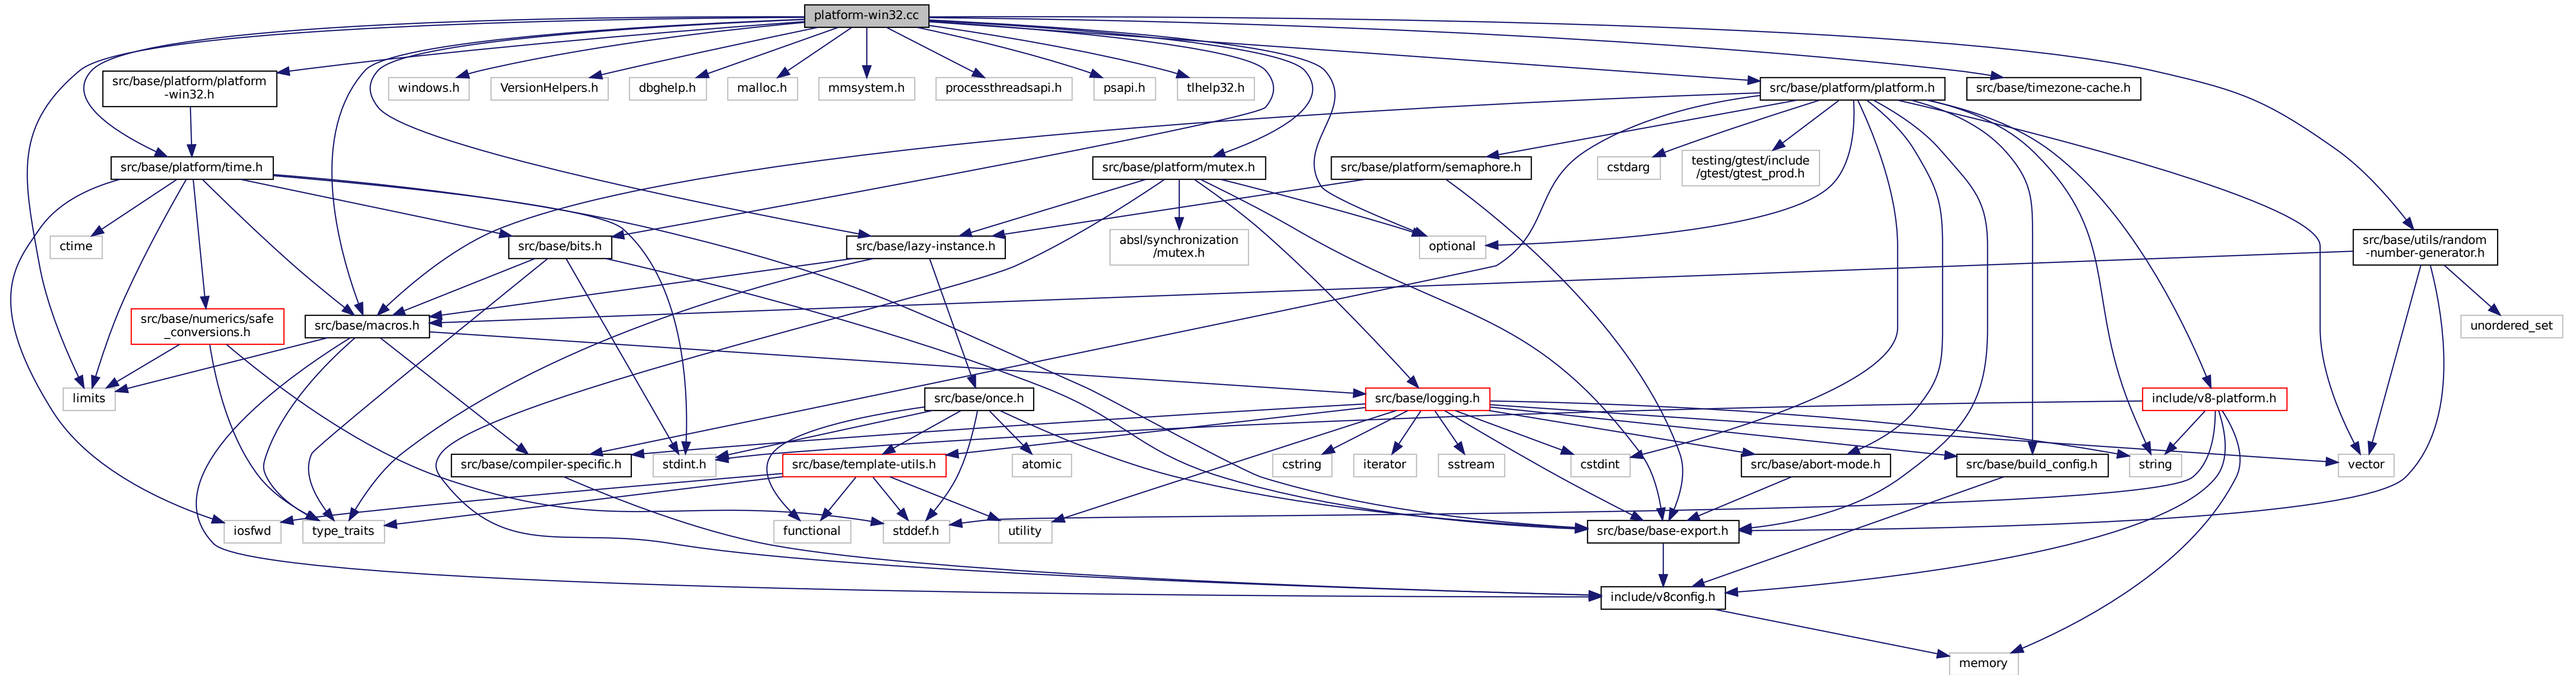 platform-win32.cc
src/base/platform/platform
-win32.h
windows.h
VersionHelpers.h
dbghelp.h
malloc.h
mmsystem.h
processthreadsapi.h
psapi.h
tlhelp32.h
src/base/platform/platform.h
src/base/timezone-cache.h
src/base/platform/time.h
src/base/platform/mutex.h
src/base/platform/semaphore.h
cstdarg
testing/gtest/include
/gtest/gtest_prod.h
ctime
src/base/bits.h
src/base/lazy-instance.h
absl/synchronization
/mutex.h
optional
src/base/utils/random
-number-generator.h
src/base/numerics/safe
_conversions.h
src/base/macros.h
unordered_set
limits
src/base/once.h
src/base/logging.h
include/v8-platform.h
src/base/compiler-specific.h
stdint.h
src/base/template-utils.h
atomic
cstring
iterator
sstream
cstdint
src/base/abort-mode.h
src/base/build_config.h
string
vector
iosfwd
type_traits
functional
stddef.h
utility
src/base/base-export.h
include/v8config.h
memory